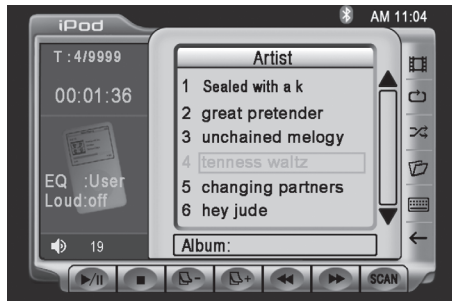 iPod
AM 11:04
T : 4/9999
00:01:36
EQ :User
Loud:off
19
Artist
1 Sealed with a k
2 great pretender
3 unchained melogy
4 tenness waltz
5 changing partners
6 hey jude
Album:
- + SCAN